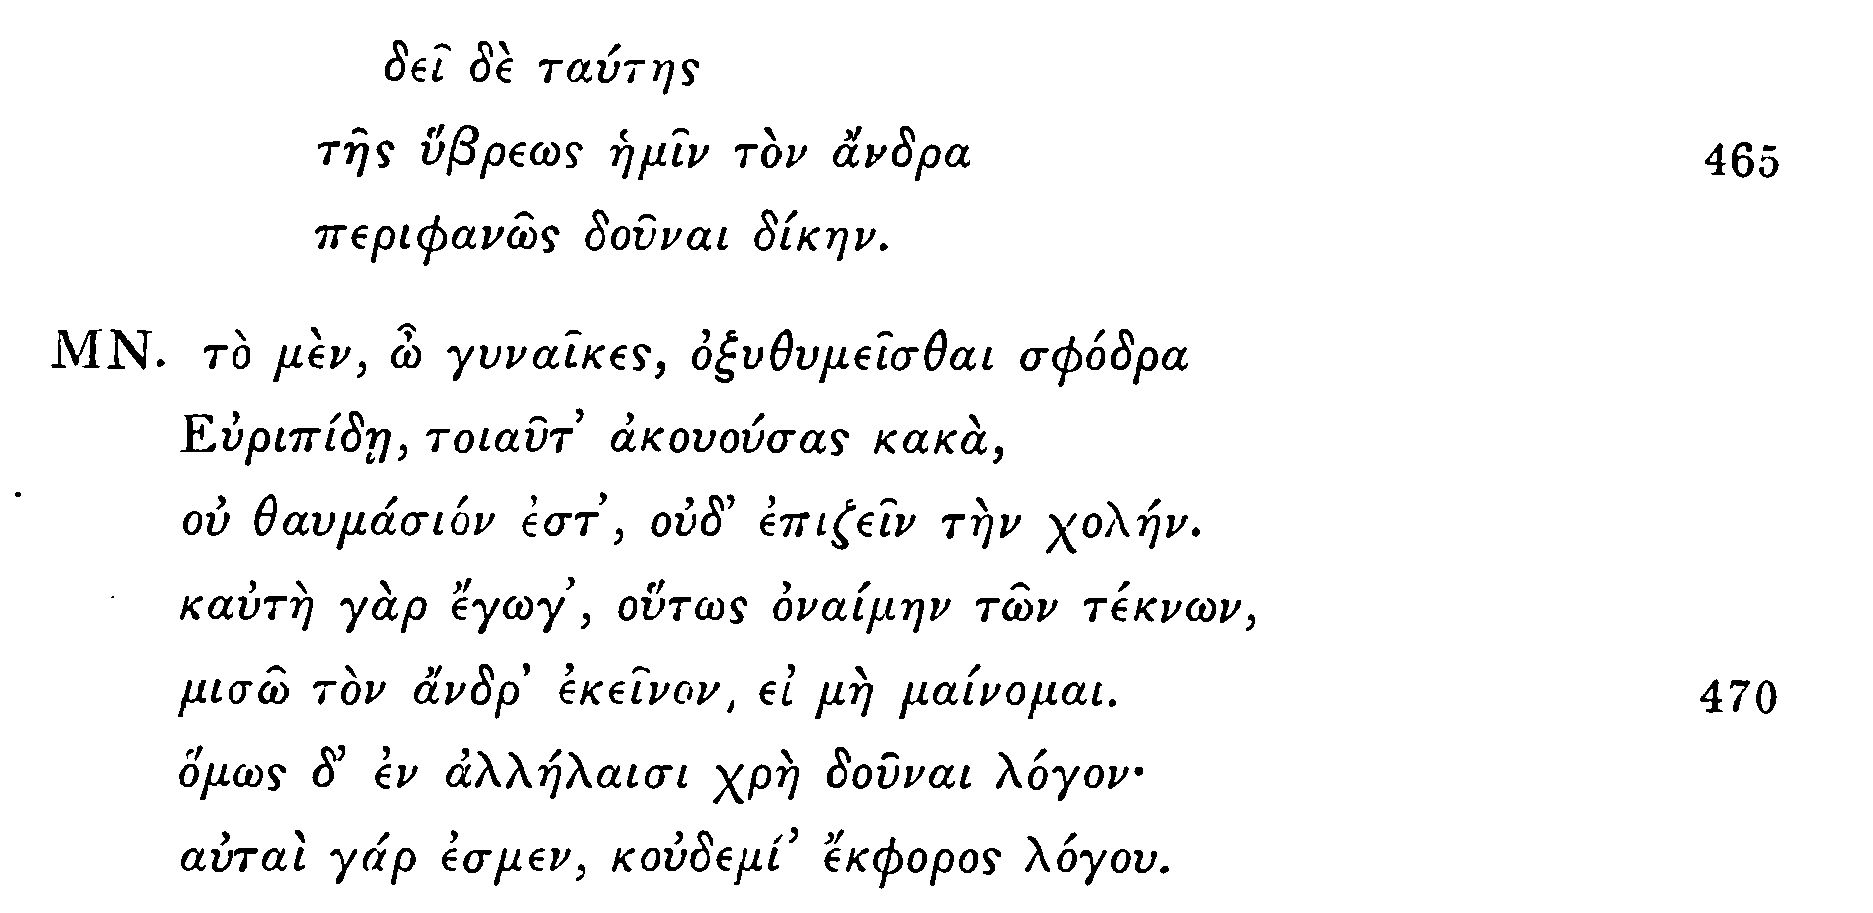 δεῖ δὲ ταύτης
τῆς ὕβρεως ἡμῖν τὸν ἄνδρα 465
περιφανῶς δοῦναι δίκην.
ΜΝ. τὸ μὲν, ὦ γυναῖκες, ὀξυθυμεῖσθαι σφόδρα
Εὐριπίδῃ, τοιαῦτ’ ἀκουούσας κακὰ,
οὐ θαυμάσιόν ἐστ’, οὐδ’ ἐπιζεῖν τὴν χολήν.
καὐτὴ γὰρ ἔγωγ’, οὕτως ὀναίμην τῶν τέκνων,
μισῶ τὸν ἄνδρ’ ἐκεῖνον, εἰ μὴ μαίνομαι. 470
ὅμως δ’ ἐν ἀλλήλαισι χρὴ δοῦναι λόγον·
αὐταὶ γάρ ἐσμεν, κοὐδεμί’ ἔκφορος λόγου.